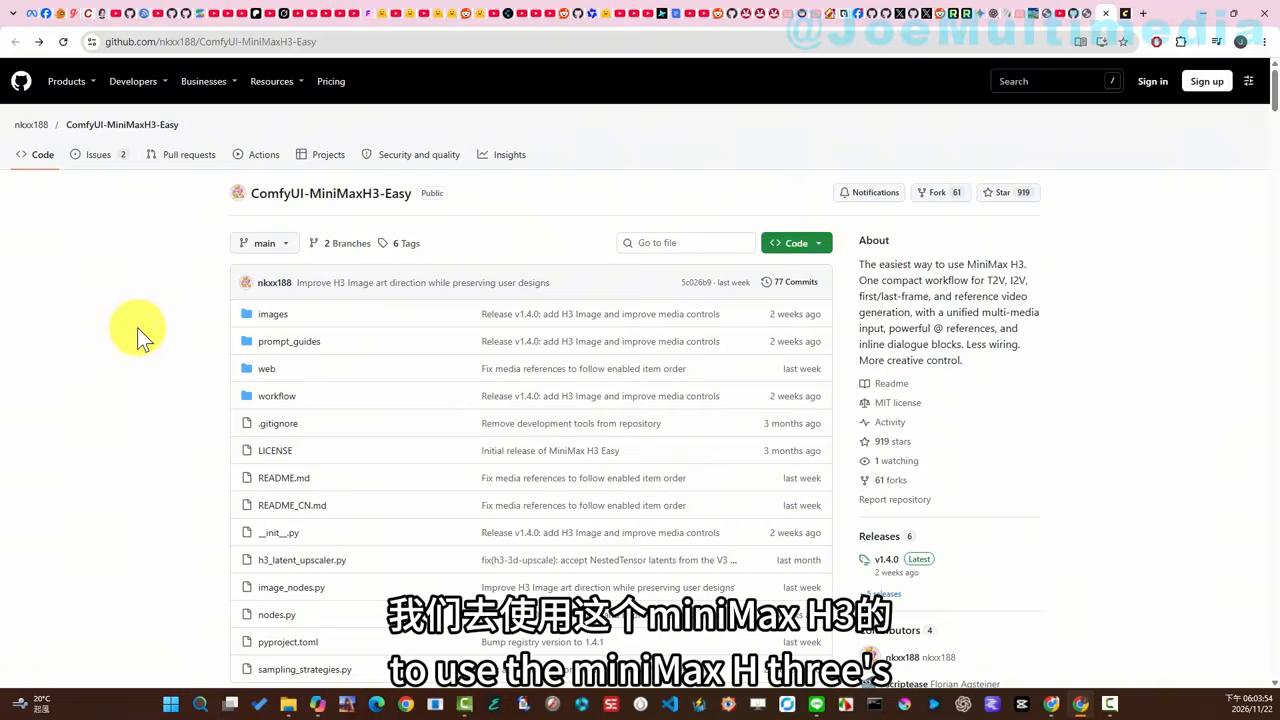 @JoeMultimedia
github.com/nkxx188/ComfyUI-MiniMaxH3-Easy
Products Developers Businesses Resources Pricing Search / Sign in Sign up
nkxx188 / ComfyUI-MiniMaxH3-Easy
Code Issues 2 Pull requests Actions Projects Security and quality Insights
ComfyUI-MiniMaxH3-Easy Public Notifications Fork 61 Star 919
main 2 Branches 6 Tags Go to file Code
nkxx188 Improve H3 Image art direction while preserving user designs 5c026b9 · last week 77 Commits
images Release v1.4.0: add H3 Image and improve media controls 2 weeks ago
prompt_guides Release v1.4.0: add H3 Image and improve media controls 2 weeks ago
web Fix media references to follow enabled item order last week
workflow Release v1.4.0: add H3 Image and improve media controls 2 weeks ago
.gitignore Remove development tools from repository 3 months ago
LICENSE Initial release of MiniMax H3 Easy 3 months ago
README.md Fix media references to follow enabled item order last week
README_CN.md Fix media references to follow enabled item order last week
__init__.py Release v1.4.0: add H3 Image and improve media controls 2 weeks ago
h3_latent_upscaler.py fix(h3-3d-upscale): accept NestedTensor latents from the V3 ... last month
image_nodes.py Improve H3 Image art direction while preserving user designs last week
nodes.py last week
pyproject.toml Bump registry version to 1.4.1 last week
sampling_strategies.py last week
About
The easiest way to use MiniMax H3.
One compact workflow for T2V, I2V,
first/last-frame, and reference video
generation, with a unified multi-media
input, powerful @ references, and
inline dialogue blocks. Less wiring.
More creative control.
Readme
MIT license
Activity
919 stars
1 watching
61 forks
Report repository
Releases 6
v1.4.0 Latest
2 weeks ago
releases
4
nkxx188 nkxx188
scriptease Florian Agsteiner
我们去使用这个miniMax H3的
to use the miniMax H three's
20°C
起風
下午 06:03:54
2026/11/22